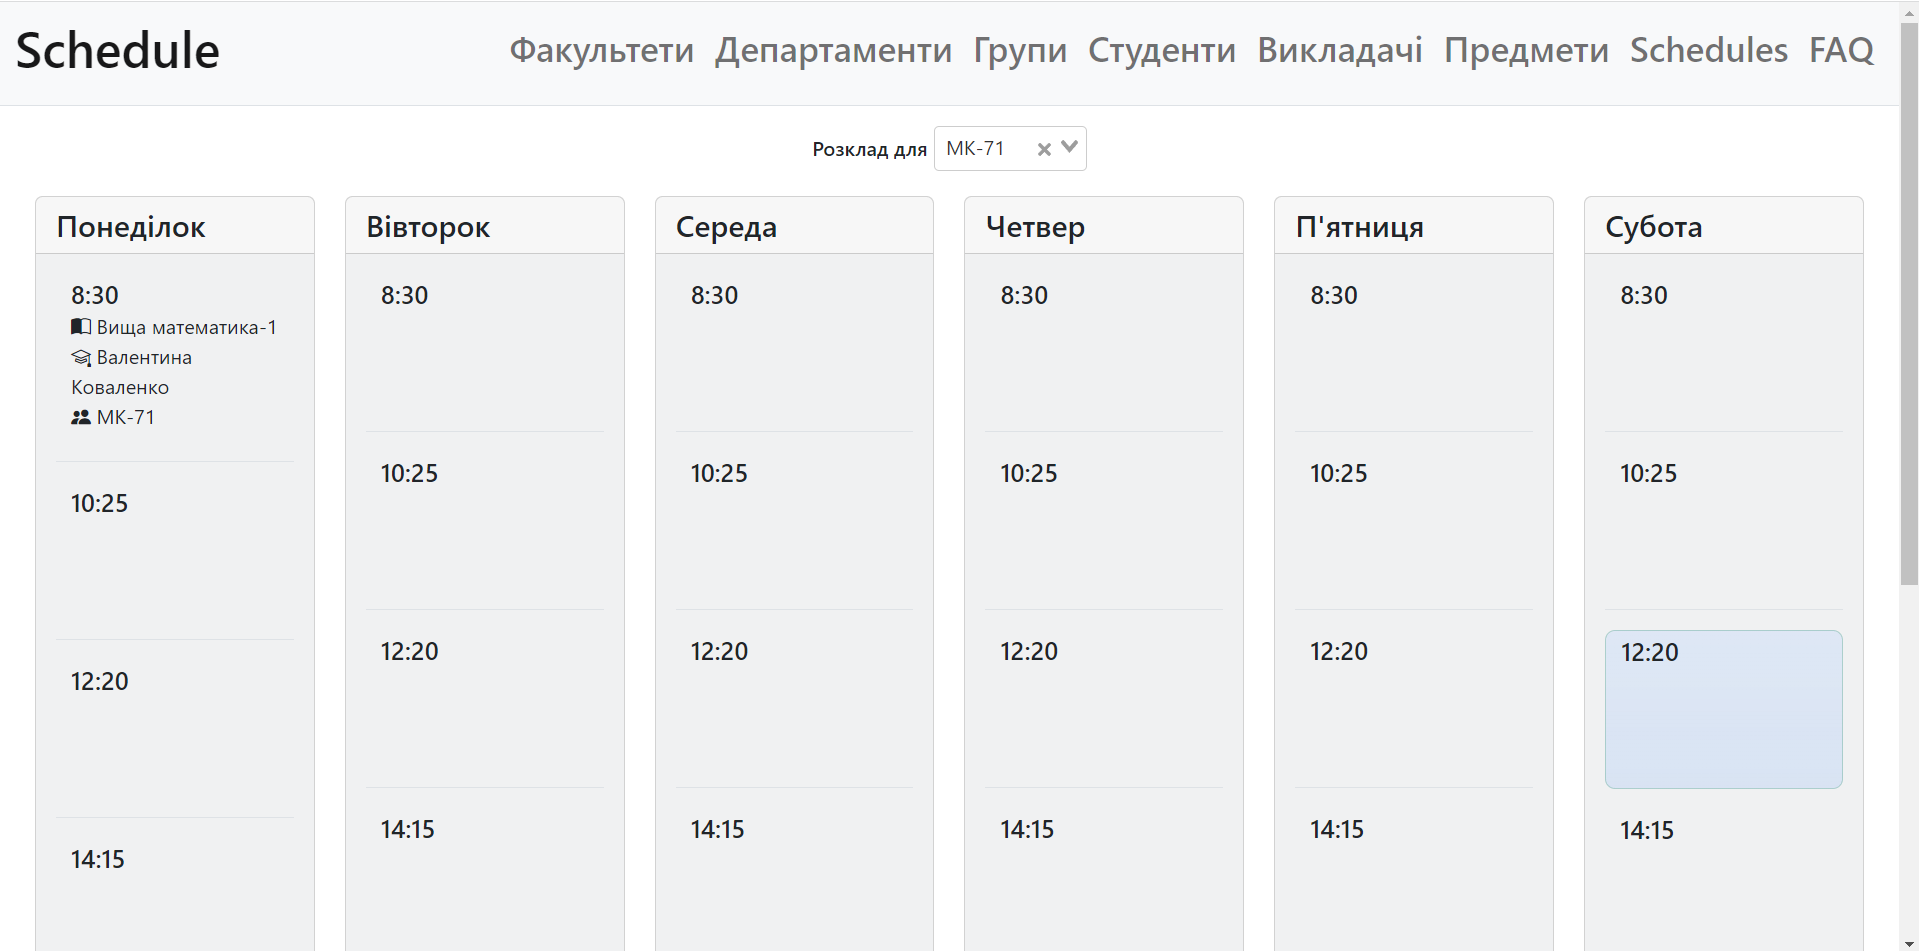 Schedule
Факультети Департаменти Групи Студенти Викладачі Предмети Schedules FAQ
Розклад для МК-71
Понеділок
8:30
Вища математика-1
Валентина
Коваленко
МК-71
10:25
12:20
14:15
Вівторок
8:30
10:25
12:20
14:15
Середа
8:30
10:25
12:20
14:15
Четвер
8:30
10:25
12:20
14:15
П'ятниця
8:30
10:25
12:20
14:15
Субота
8:30
10:25
12:20
14:15